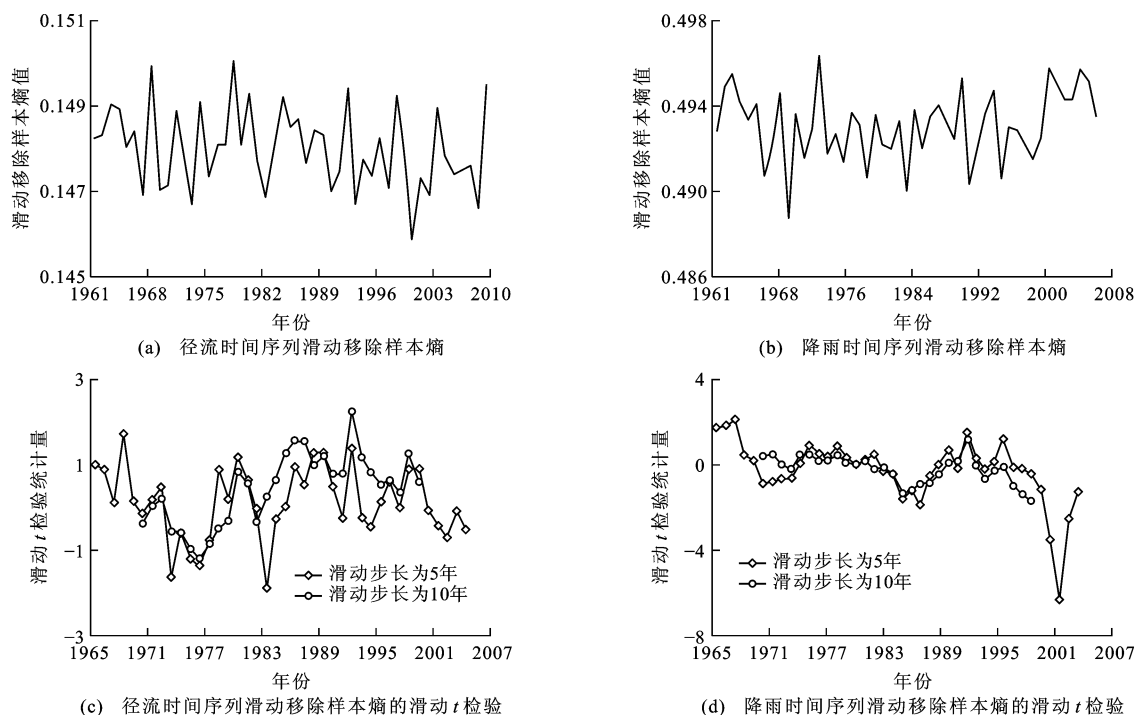 0.151
0.149
0.147
0.145
滑动移除样本熵值
1961 1968 1975 1982 1989 1996 2003 2010
年份
(a) 径流时间序列滑动移除样本熵
0.498
0.494
0.490
0.486
滑动移除样本熵值
1961 1968 1976 1984 1992 2000 2008
年份
(b) 降雨时间序列滑动移除样本熵
3
1
−1
−3
滑动t检验统计量
滑动步长为5年
滑动步长为10年
1965 1971 1977 1983 1989 1995 2001 2007
年份
(c) 径流时间序列滑动移除样本熵的滑动t检验
4
0
−4
−8
滑动t检验统计量
滑动步长为5年
滑动步长为10年
1965 1971 1977 1983 1989 1995 2001 2007
年份
(d) 降雨时间序列滑动移除样本熵的滑动t检验